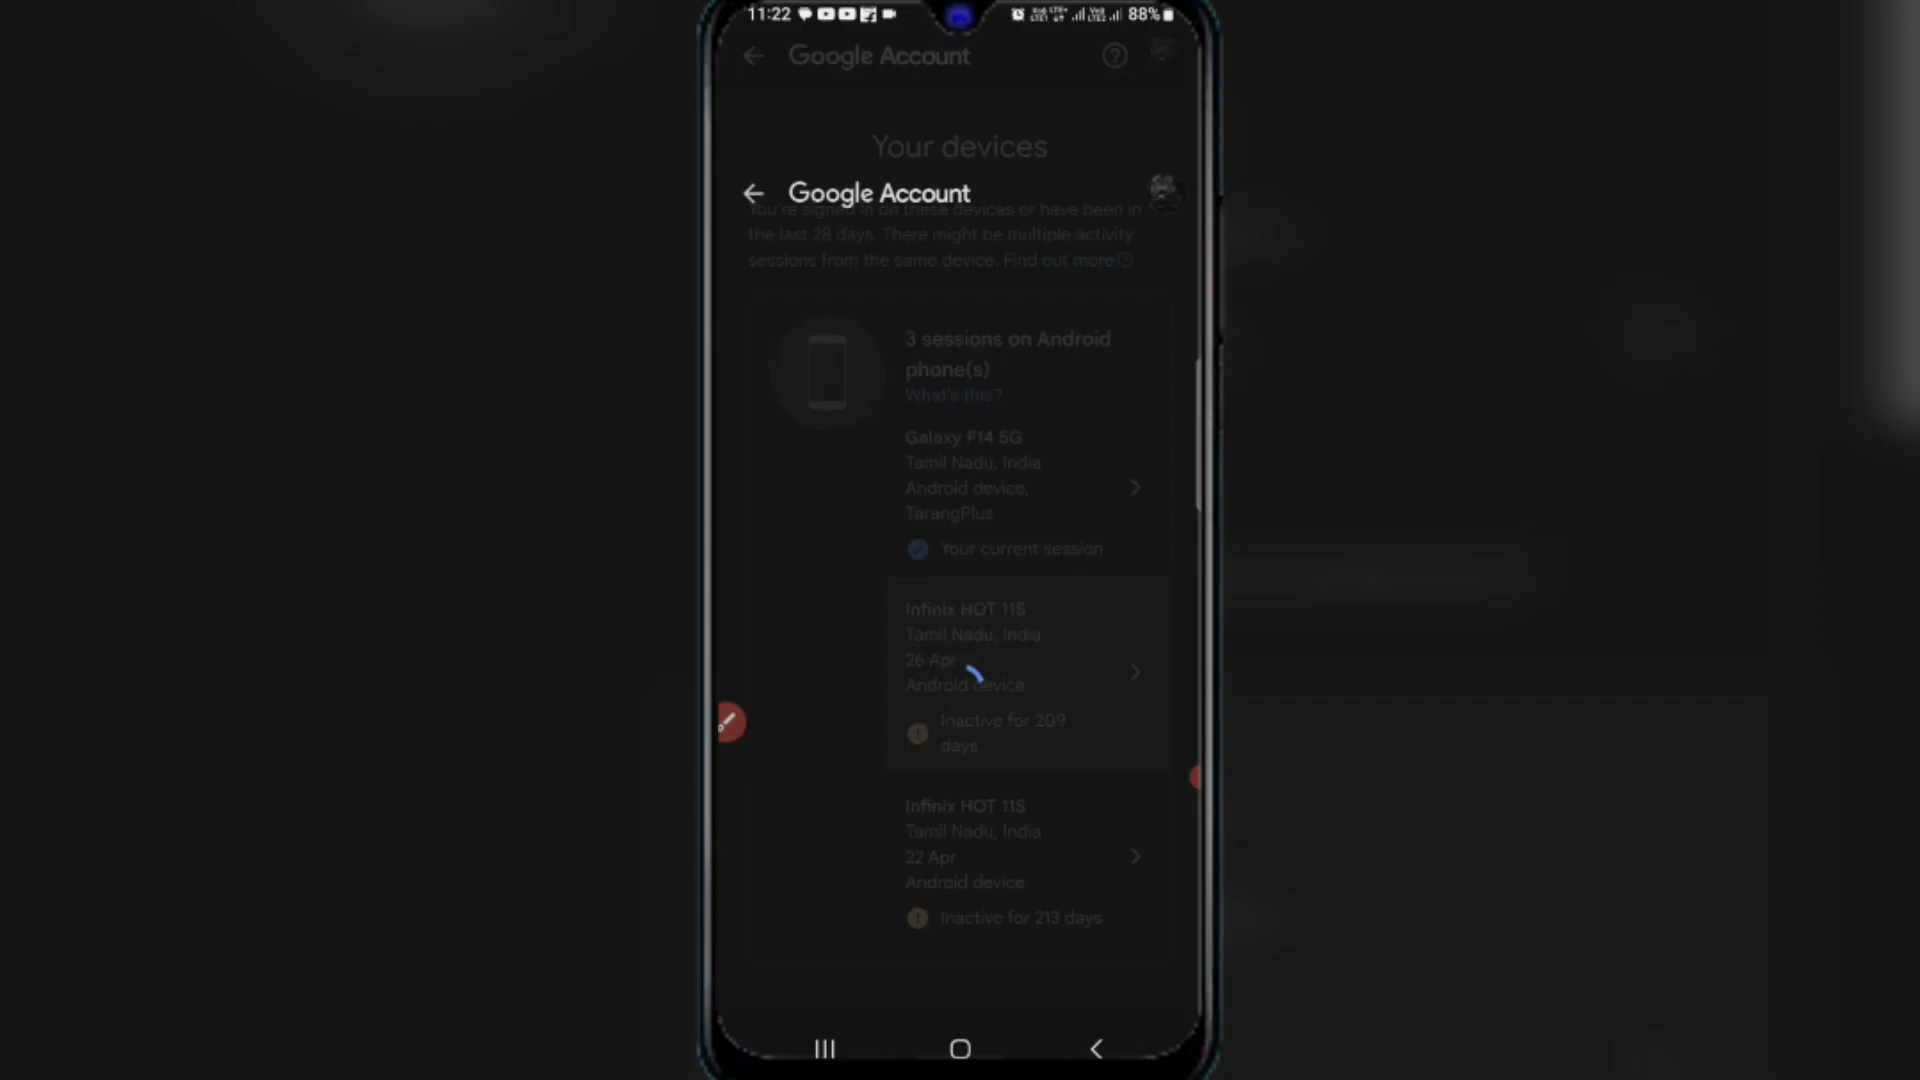 11:22
88%
Google Account
Your devices
Google Account
You're signed in on these devices or have been in
the last 28 days. There might be multiple activity
sessions from the same device. Find out more
3 sessions on Android
phone(s)
What's this?
Galaxy F14 5G
Tamil Nadu, India
Android device,
TarangPlus
Your current session
Infinix HOT 11S
Tamil Nadu, India
26 Apr
Android device
Inactive for 209
days
Infinix HOT 11S
Tamil Nadu, India
22 Apr
Android device
Inactive for 213 days